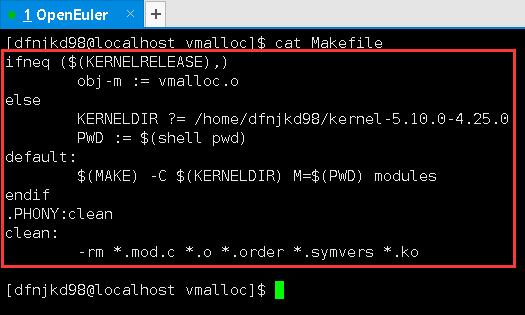 1 OpenEuler × +
[dfnjkd98@localhost vmalloc]$ cat Makefile
ifneq ($(KERNELRELEASE),)
        obj-m := vmalloc.o
else
        KERNELDIR ?= /home/dfnjkd98/kernel-5.10.0-4.25.0
        PWD := $(shell pwd)
default:
        $(MAKE) -C $(KERNELDIR) M=$(PWD) modules
endif
.PHONY:clean
clean:
        -rm *.mod.c *.o *.order *.symvers *.ko
[dfnjkd98@localhost vmalloc]$